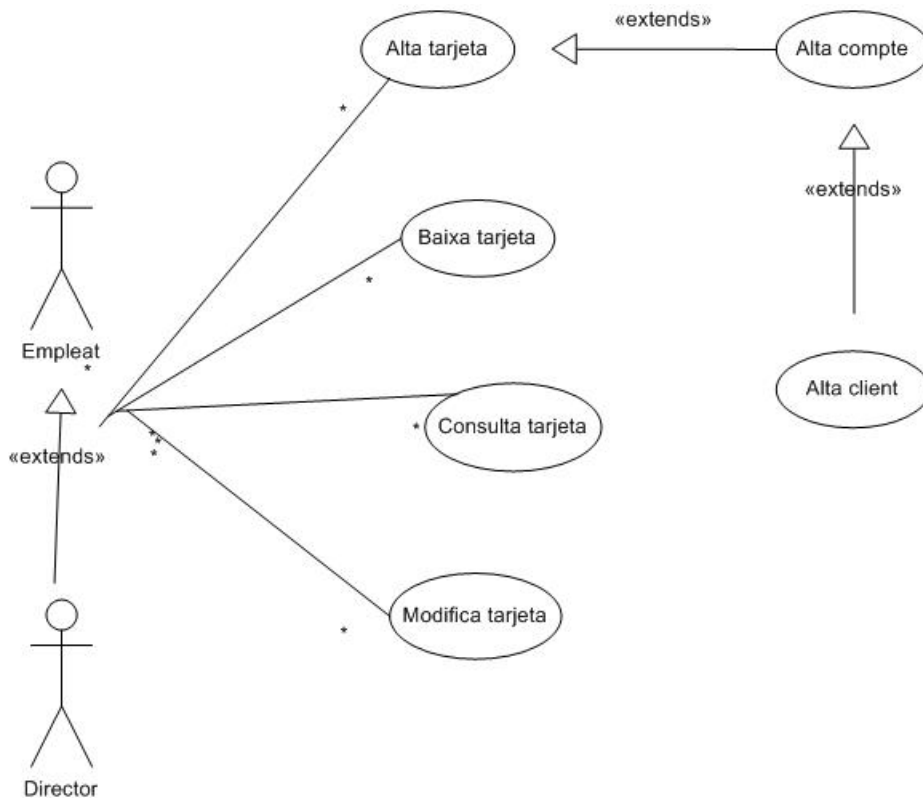 «extends»
Alta tarjeta
Alta compte
*
«extends»
Baixa tarjeta
*
Empleat
*
Alta client
«extends»
*
*
*
*
Consulta tarjeta
Modifica tarjeta
*
Director